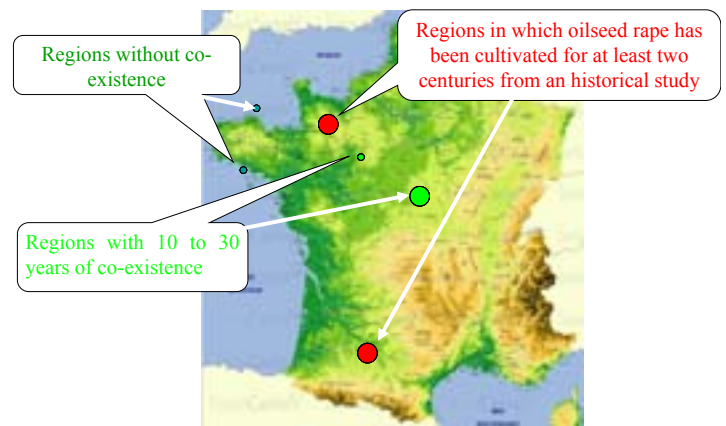 Regions without co-
existence
Regions in which oilseed rape has
been cultivated for at least two
centuries from an historical study
Regions with 10 to 30
years of co-existence